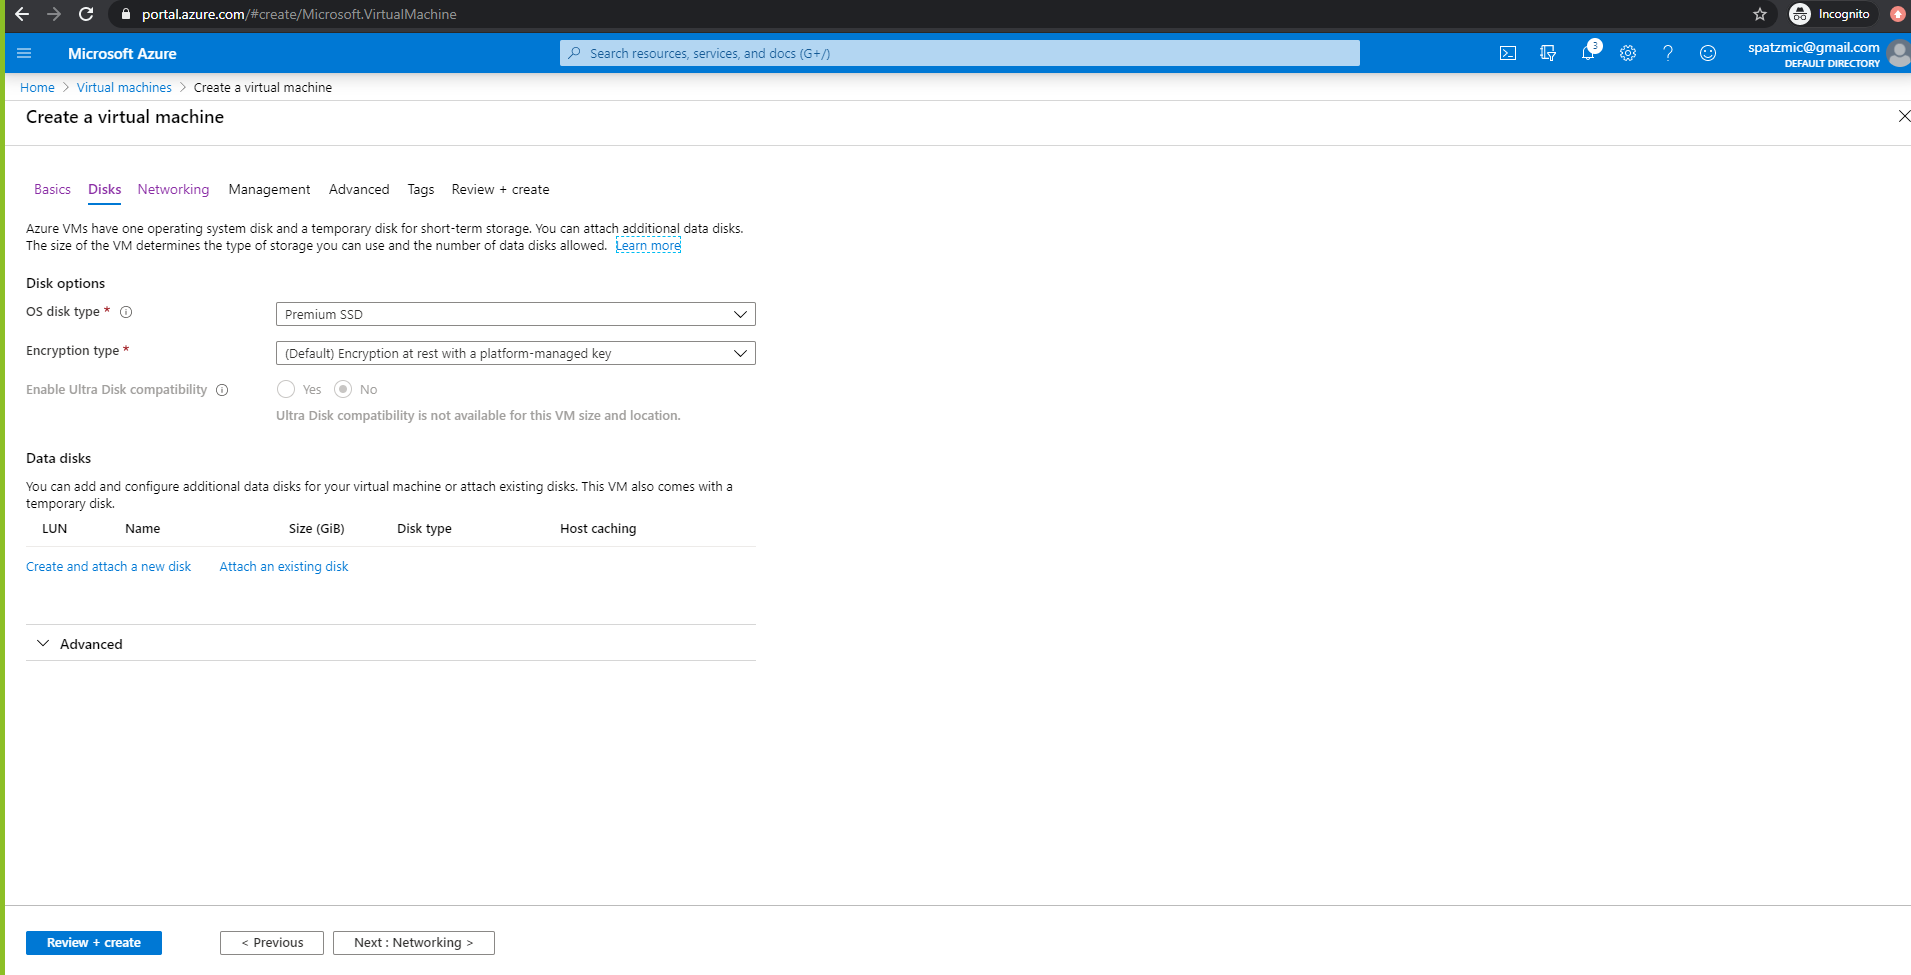 portal.azure.com/#create/Microsoft.VirtualMachine
Incognito
Microsoft Azure
Search resources, services, and docs (G+/)
3
spatzmic@gmail.com
DEFAULT DIRECTORY
Home > Virtual machines > Create a virtual machine
Create a virtual machine
Basics Disks Networking Management Advanced Tags Review + create
Azure VMs have one operating system disk and a temporary disk for short-term storage. You can attach additional data disks.
The size of the VM determines the type of storage you can use and the number of data disks allowed. Learn more
Disk options
OS disk type *
Premium SSD
Encryption type *
(Default) Encryption at rest with a platform-managed key
Enable Ultra Disk compatibility
Yes No
Ultra Disk compatibility is not available for this VM size and location.
Data disks
You can add and configure additional data disks for your virtual machine or attach existing disks. This VM also comes with a
temporary disk.
LUN Name Size (GiB) Disk type Host caching
Create and attach a new disk Attach an existing disk
Advanced
Review + create < Previous Next : Networking >